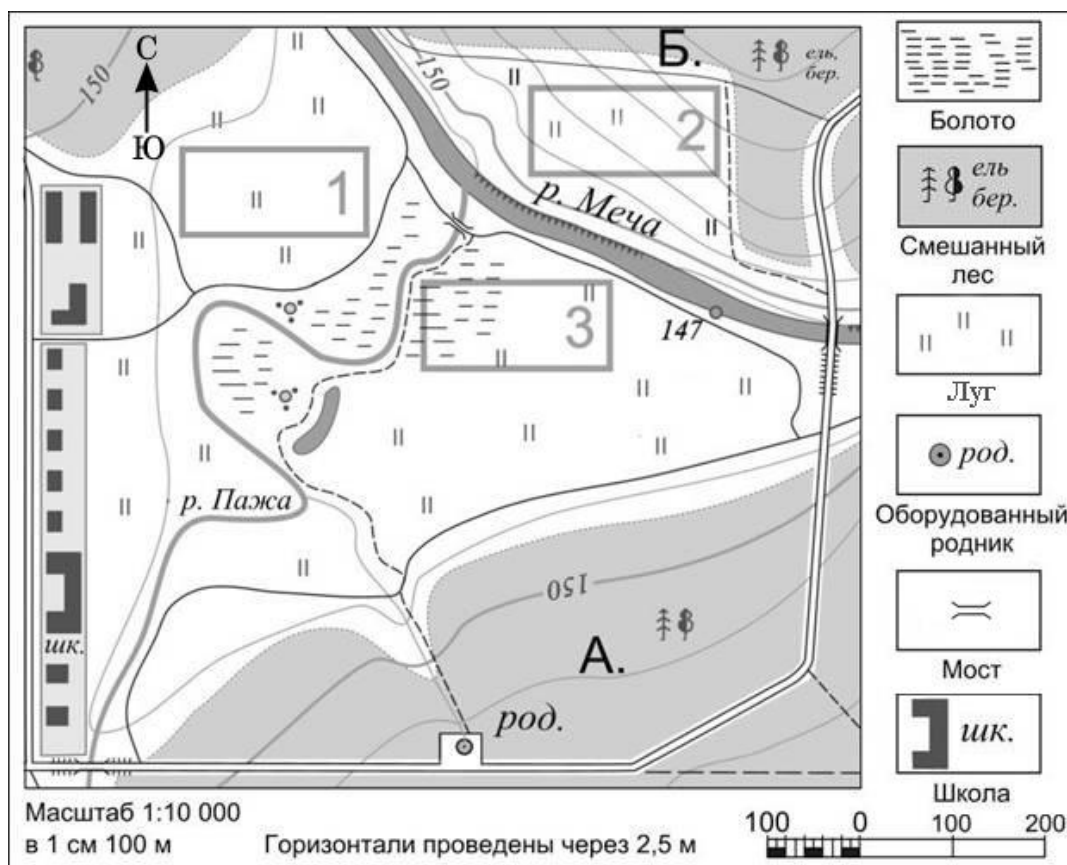 С
Ю
150
150
Б.
ель,
бер.
1
2
р. Меча
3
147
р. Пажа
150
А.
шк.
род.
Болото
ель
бер.
Смешанный
лес
Луг
род.
Оборудованный
родник
Мост
шк.
Школа
Масштаб 1:10 000
в 1 см 100 м
Горизонтали проведены через 2,5 м
100 0 100 200